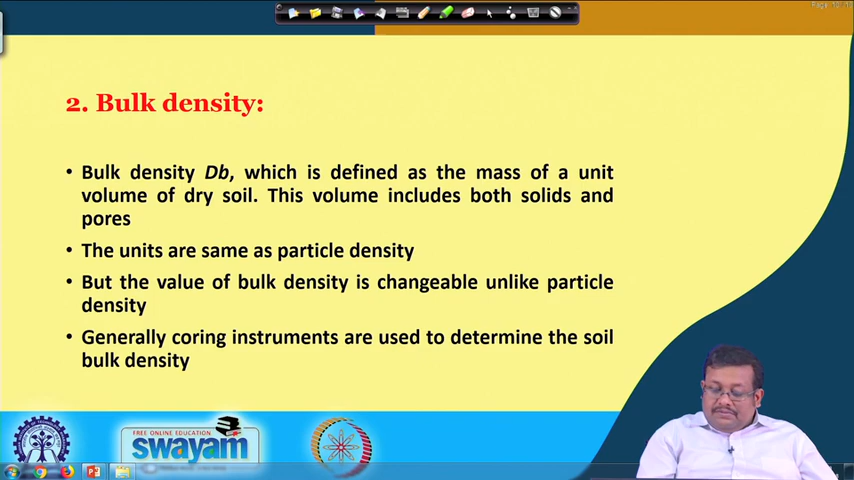 2. Bulk density:
• Bulk density Db, which is defined as the mass of a unit
volume of dry soil. This volume includes both solids and
pores
• The units are same as particle density
• But the value of bulk density is changeable unlike particle
density
• Generally coring instruments are used to determine the soil
bulk density
FREE ONLINE EDUCATION
swayam